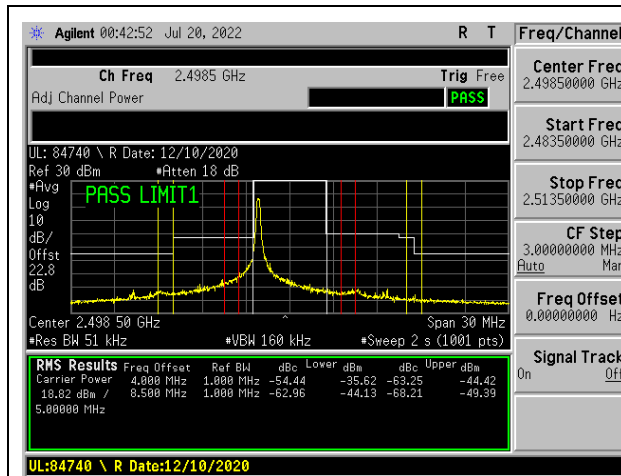 Agilent 00:42:52 Jul 20, 2022 R T
Freq/Channel
Ch Freq 2.4985 GHz Trig Free
Adj Channel Power PASS
Center Freq
2.49850000 GHz
Start Freq
2.48350000 GHz
Stop Freq
2.51350000 GHz
CF Step
3.00000000 MHz
Auto Man
Freq Offset
0.00000000 Hz
Signal Track
On Off
UL: 84740 \ R Date: 12/10/2020
Ref 30 dBm #Atten 18 dB
#Avg
Log
10
dB/
Offst
22.8
dB
PASS LIMIT1
Center 2.498 50 GHz Span 30 MHz
#Res BW 51 kHz #VBW 160 kHz #Sweep 2 s (1001 pts)
RMS Results Freq Offset Ref BW dBc Lower dBm dBc Upper dBm
Carrier Power 4.000 MHz 1.000 MHz -54.44 -35.62 -63.25 -44.42
18.82 dBm / 8.500 MHz 1.000 MHz -62.96 -44.13 -68.21 -49.39
5.00000 MHz
UL:84740 \ R Date:12/10/2020